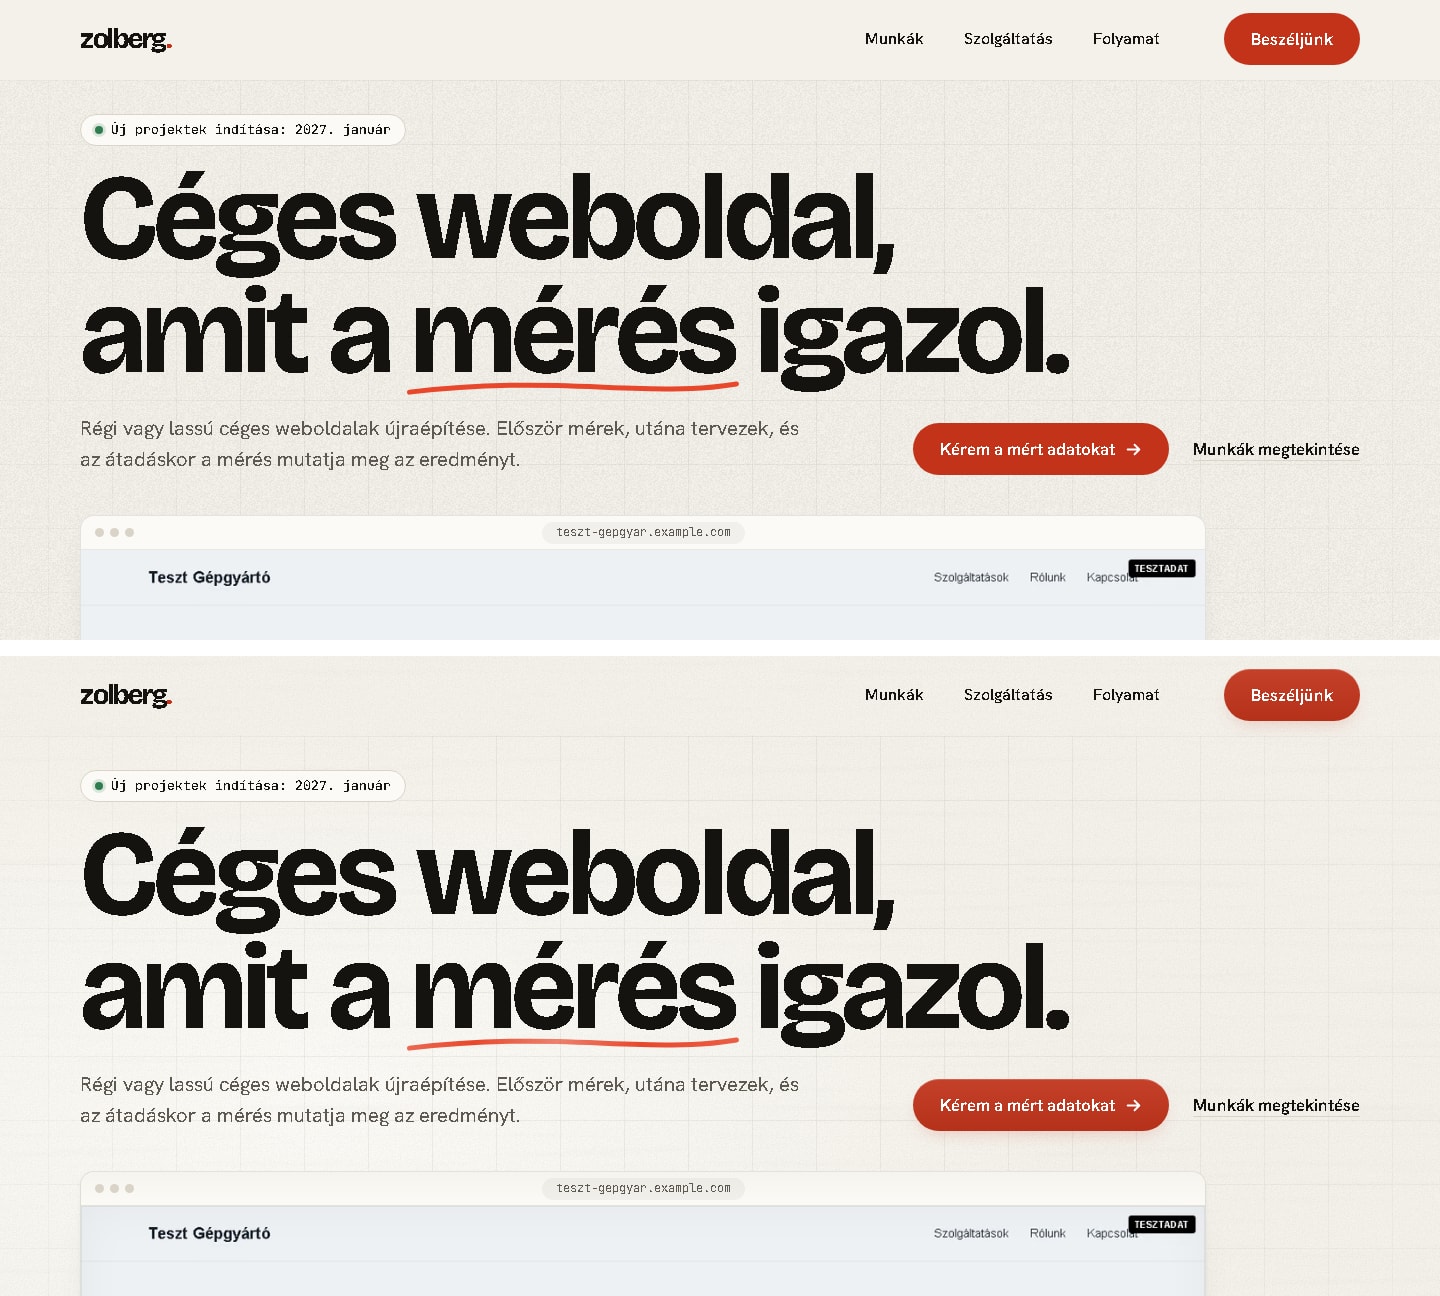 zolberg.
Munkák Szolgáltatás Folyamat Beszéljünk
Új projektek indítása: 2027. január
Céges weboldal,
amit a mérés igazol.
Régi vagy lassú céges weboldalak újraépítése. Először mérek, utána tervezek, és
az átadáskor a mérés mutatja meg az eredményt.
Kérem a mért adatokat → Munkák megtekintése
teszt-gepgyar.example.com
Teszt Gépgyártó
Szolgáltatások Rólunk Kapcsolat TESZTADAT
zolberg.
Munkák Szolgáltatás Folyamat Beszéljünk
Új projektek indítása: 2027. január
Céges weboldal,
amit a mérés igazol.
Régi vagy lassú céges weboldalak újraépítése. Először mérek, utána tervezek, és
az átadáskor a mérés mutatja meg az eredményt.
Kérem a mért adatokat → Munkák megtekintése
teszt-gepgyar.example.com
Teszt Gépgyártó
Szolgáltatások Rólunk Kapcsolat TESZTADAT